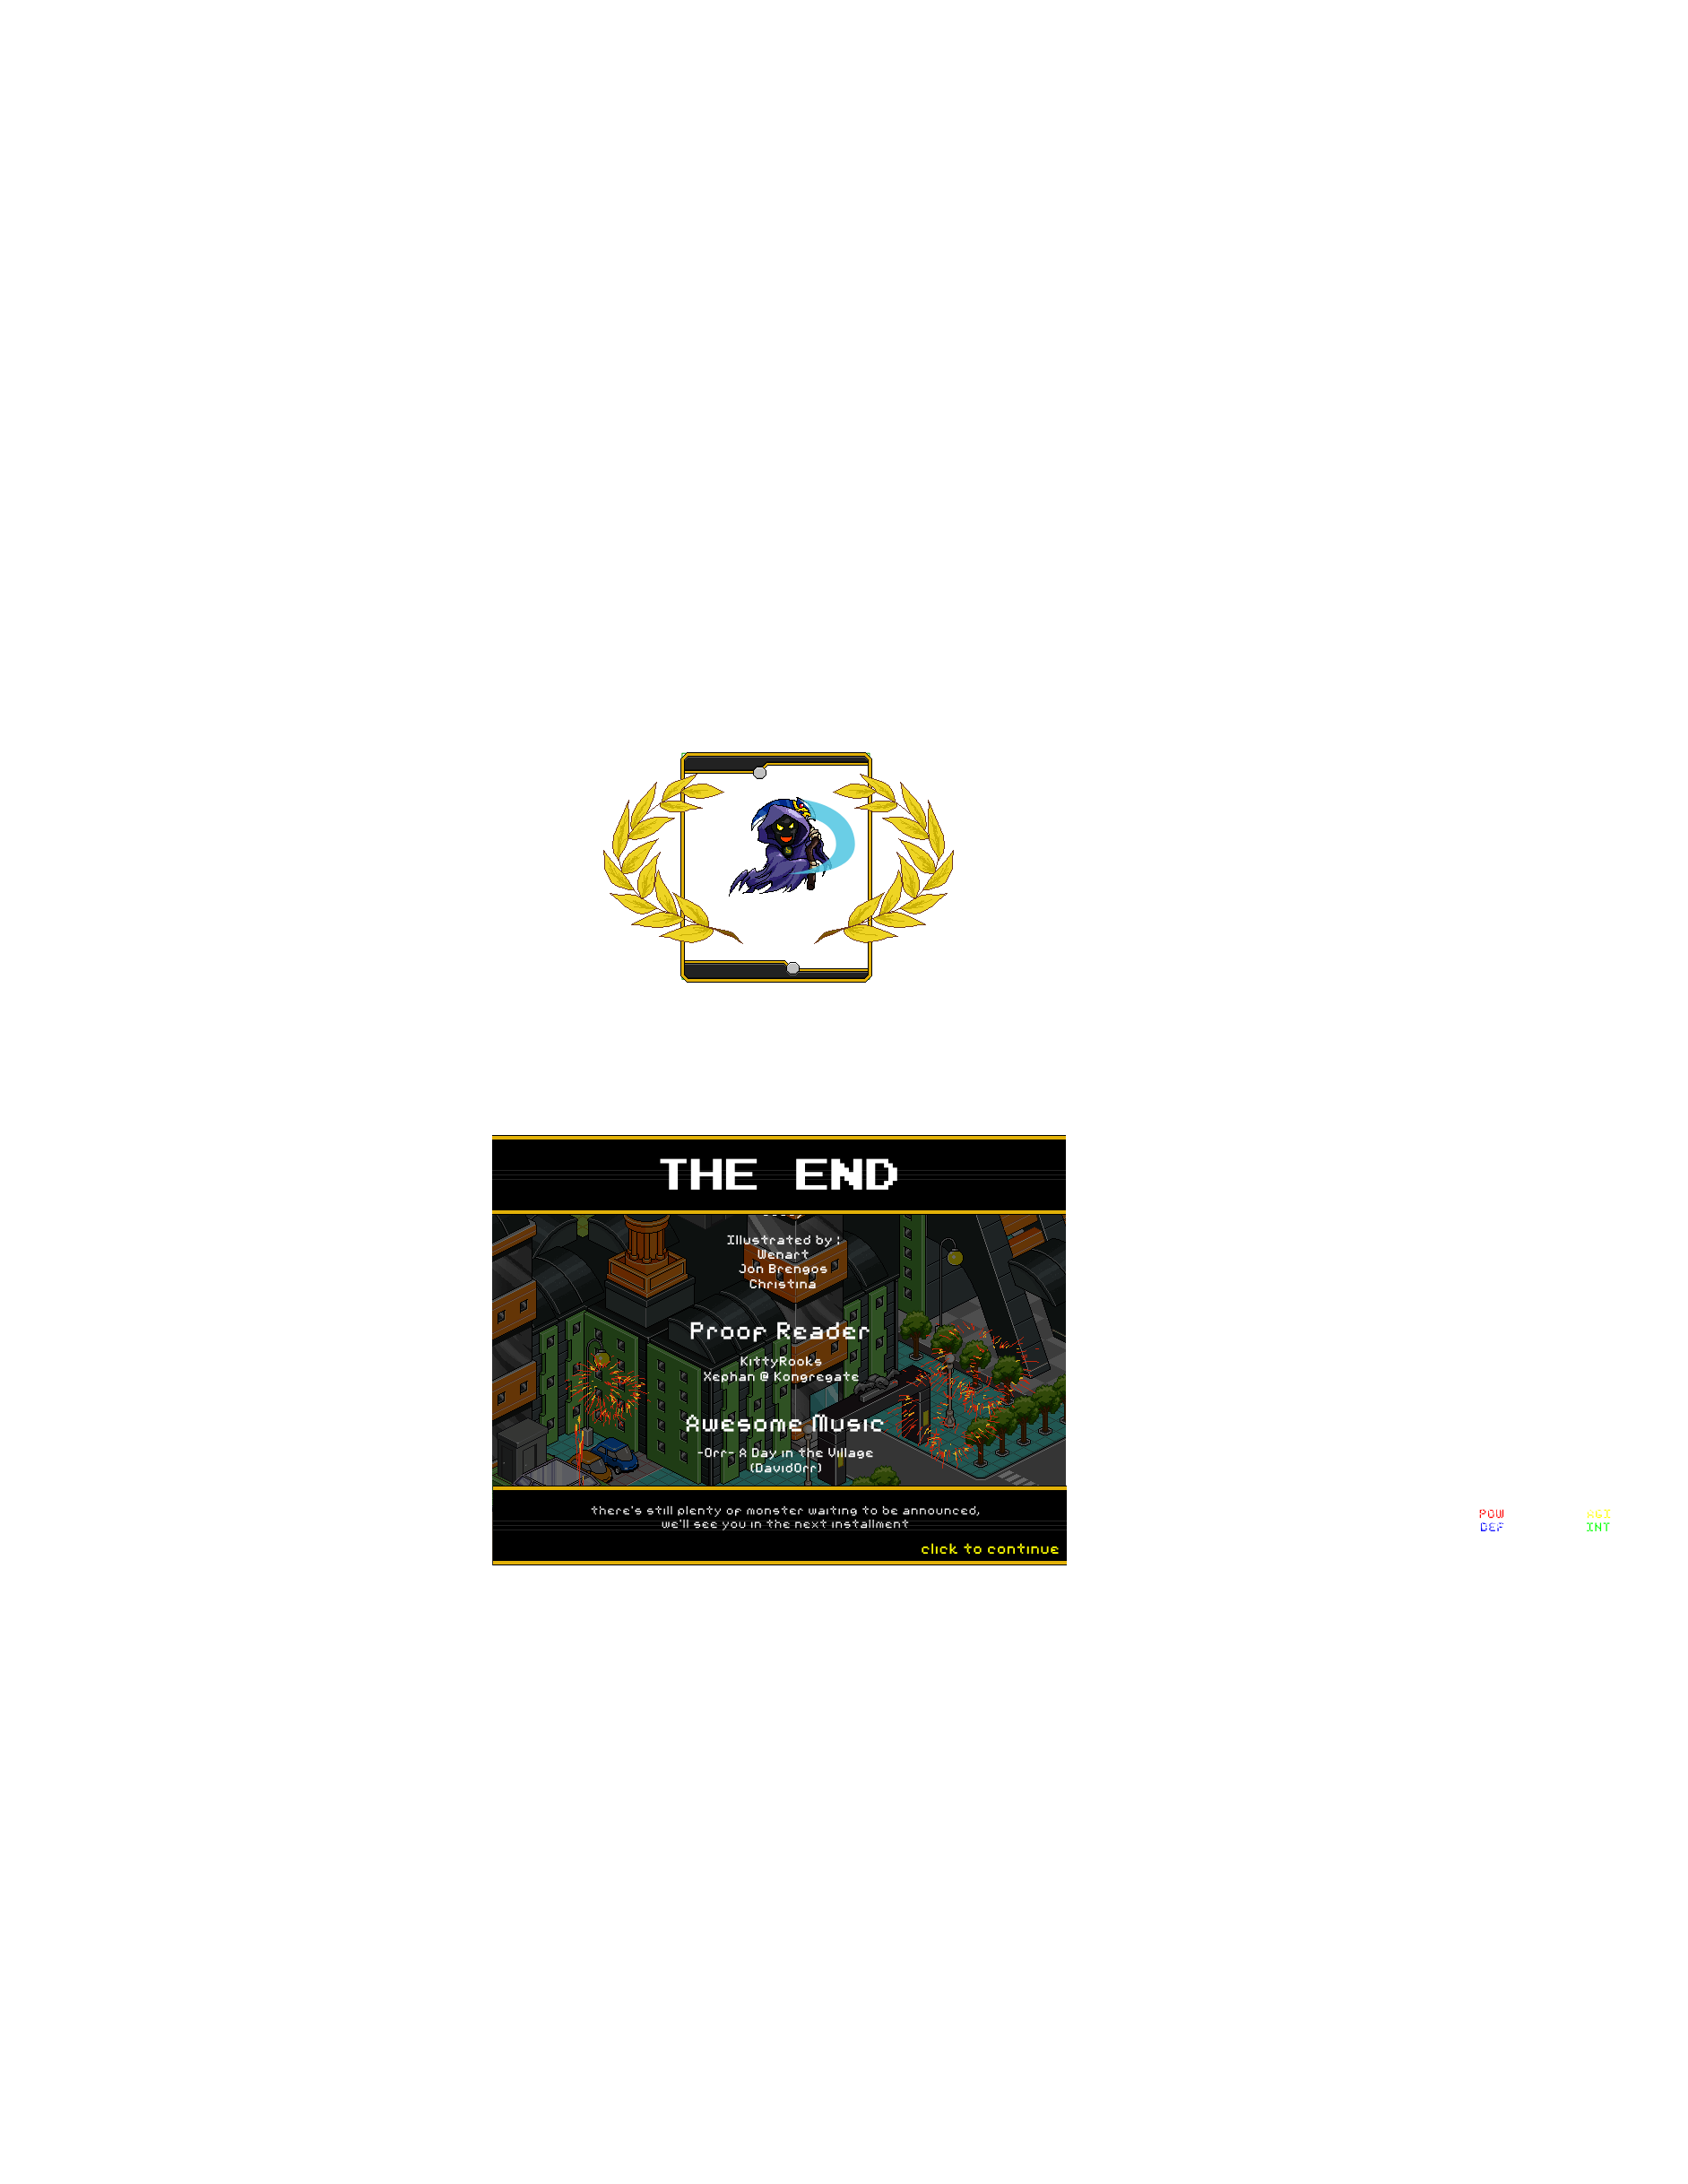 THE END
Illustrated by :
Wenart
Jon Brengos
Christina
Proof Reader
KittyRooks
Xephan @ Kongregate
Awesome Music
-Orr- A Day in the Village
(DavidOrr)
there's still plenty of monster waiting to be announced,
we'll see you in the next installment
click to continue
POW AGI
DEF INT